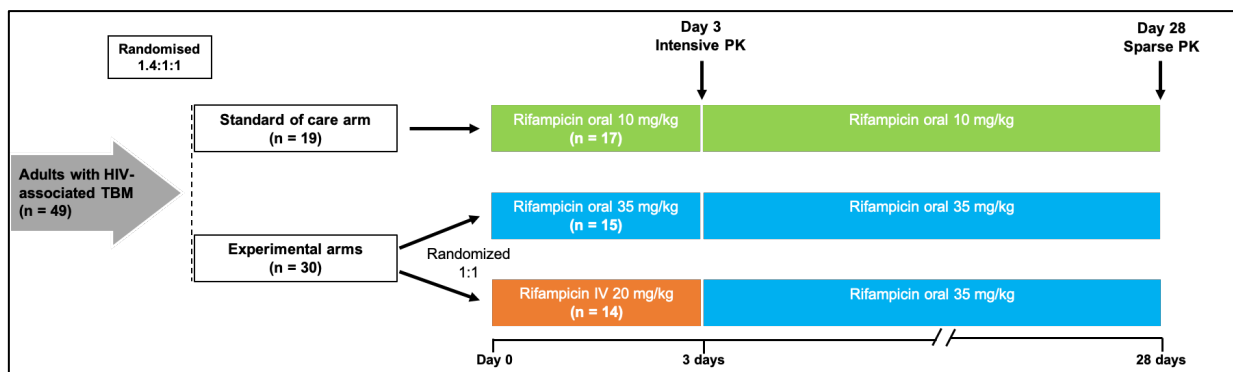 Randomised
1.4:1:1
Day 3
Intensive PK
Day 28
Sparse PK
Adults with HIV-
associated TBM
(n = 49)
Standard of care arm
(n = 19)
Rifampicin oral 10 mg/kg
(n = 17)
Rifampicin oral 10 mg/kg
Experimental arms
(n = 30)
Randomized
1:1
Rifampicin oral 35 mg/kg
(n = 15)
Rifampicin oral 35 mg/kg
Rifampicin IV 20 mg/kg
(n = 14)
Rifampicin oral 35 mg/kg
Day 0
3 days
28 days